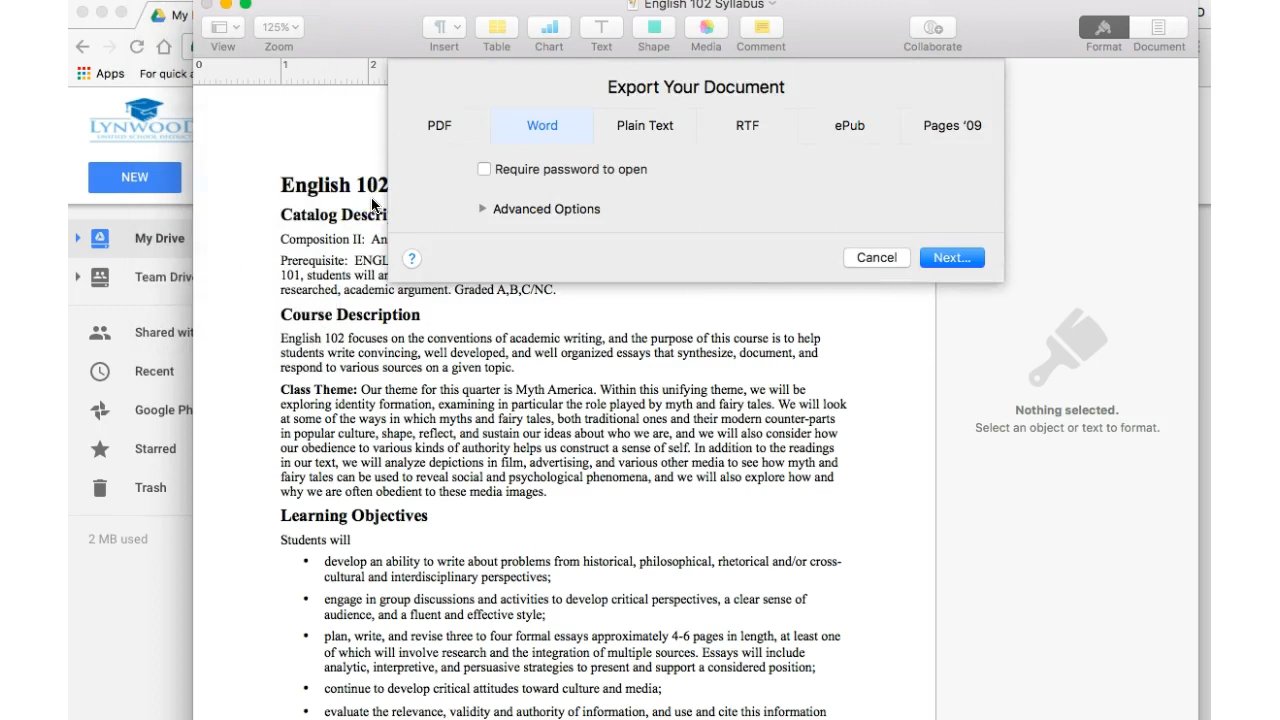 My
English 102 Syllabus
125%
View
Zoom
Insert
Table
Chart
Text
Shape
Media
Comment
Collaborate
Format
Document
Apps
For quick
0
1
2
Export Your Document
PDF
Word
Plain Text
RTF
ePub
Pages '09
Require password to open
Advanced Options
?
Cancel
Next...
LYNWOOD
UNIFIED SCHOOL DISTRICT
NEW
My Drive
Team Driv
Shared wit
Recent
Google Ph
Starred
Trash
2 MB used
English 102
Catalog Descri
Composition II: An
Prerequisite: ENGL
101, students will ar
researched, academic argument. Graded A,B,C/NC.
Course Description
English 102 focuses on the conventions of academic writing, and the purpose of this course is to help
students write convincing, well developed, and well organized essays that synthesize, document, and
respond to various sources on a given topic.
Class Theme: Our theme for this quarter is Myth America. Within this unifying theme, we will be
exploring identity formation, examining in particular the role played by myth and fairy tales. We will look
at some of the ways in which myths and fairy tales, both traditional ones and their modern counter-parts
in popular culture, shape, reflect, and sustain our ideas about who we are, and we will also consider how
our obedience to various kinds of authority helps us construct a sense of self. In addition to the readings
in our text, we will analyze depictions in film, advertising, and various other media to see how myth and
fairy tales can be used to reveal social and psychological phenomena, and we will also explore how and
why we are often obedient to these media images.
Learning Objectives
Students will
• develop an ability to write about problems from historical, philosophical, rhetorical and/or cross-
cultural and interdisciplinary perspectives;
• engage in group discussions and activities to develop critical perspectives, a clear sense of
audience, and a fluent and effective style;
• plan, write, and revise three to four formal essays approximately 4-6 pages in length, at least one
of which will involve research and the integration of multiple sources. Essays will include
analytic, interpretive, and persuasive strategies to present and support a considered position;
• continue to develop critical attitudes toward culture and media;
• evaluate the relevance, validity and authority of information, and use and cite this information
Nothing selected.
Select an object or text to format.